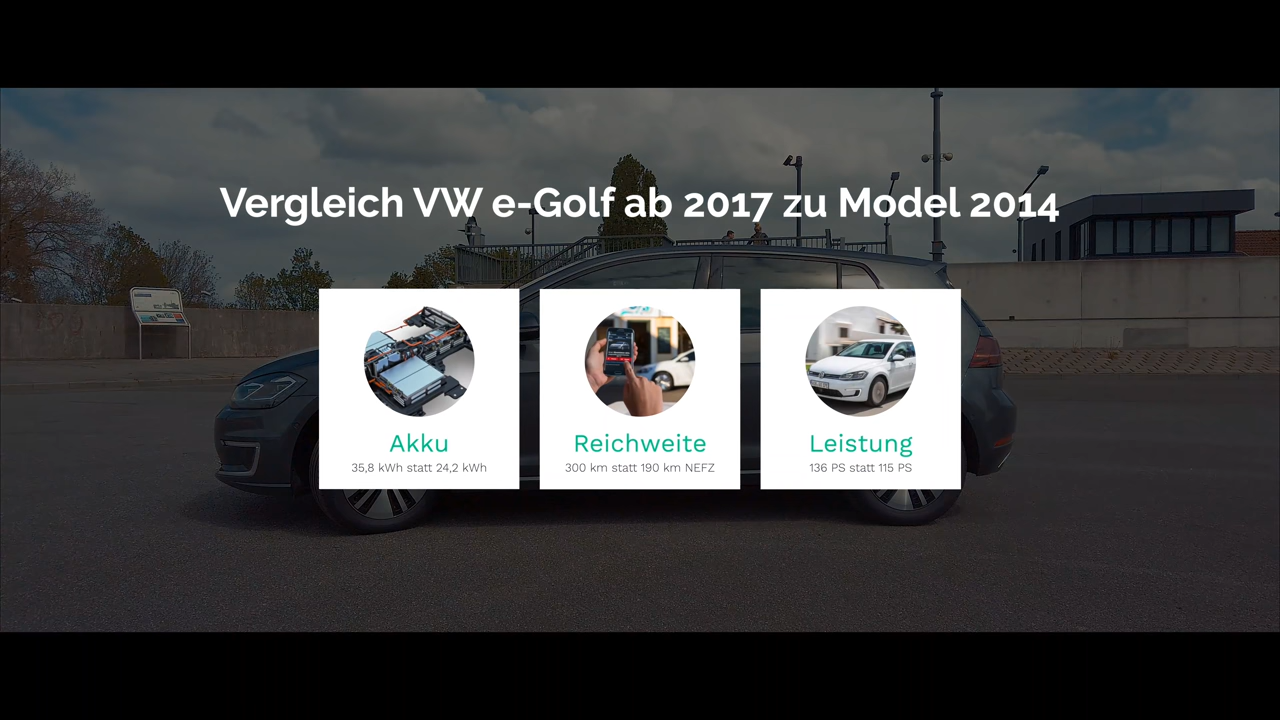 Vergleich VW e-Golf ab 2017 zu Model 2014
Akku
35,8 kWh statt 24,2 kWh
Reichweite
300 km statt 190 km NEFZ
Leistung
136 PS statt 115 PS